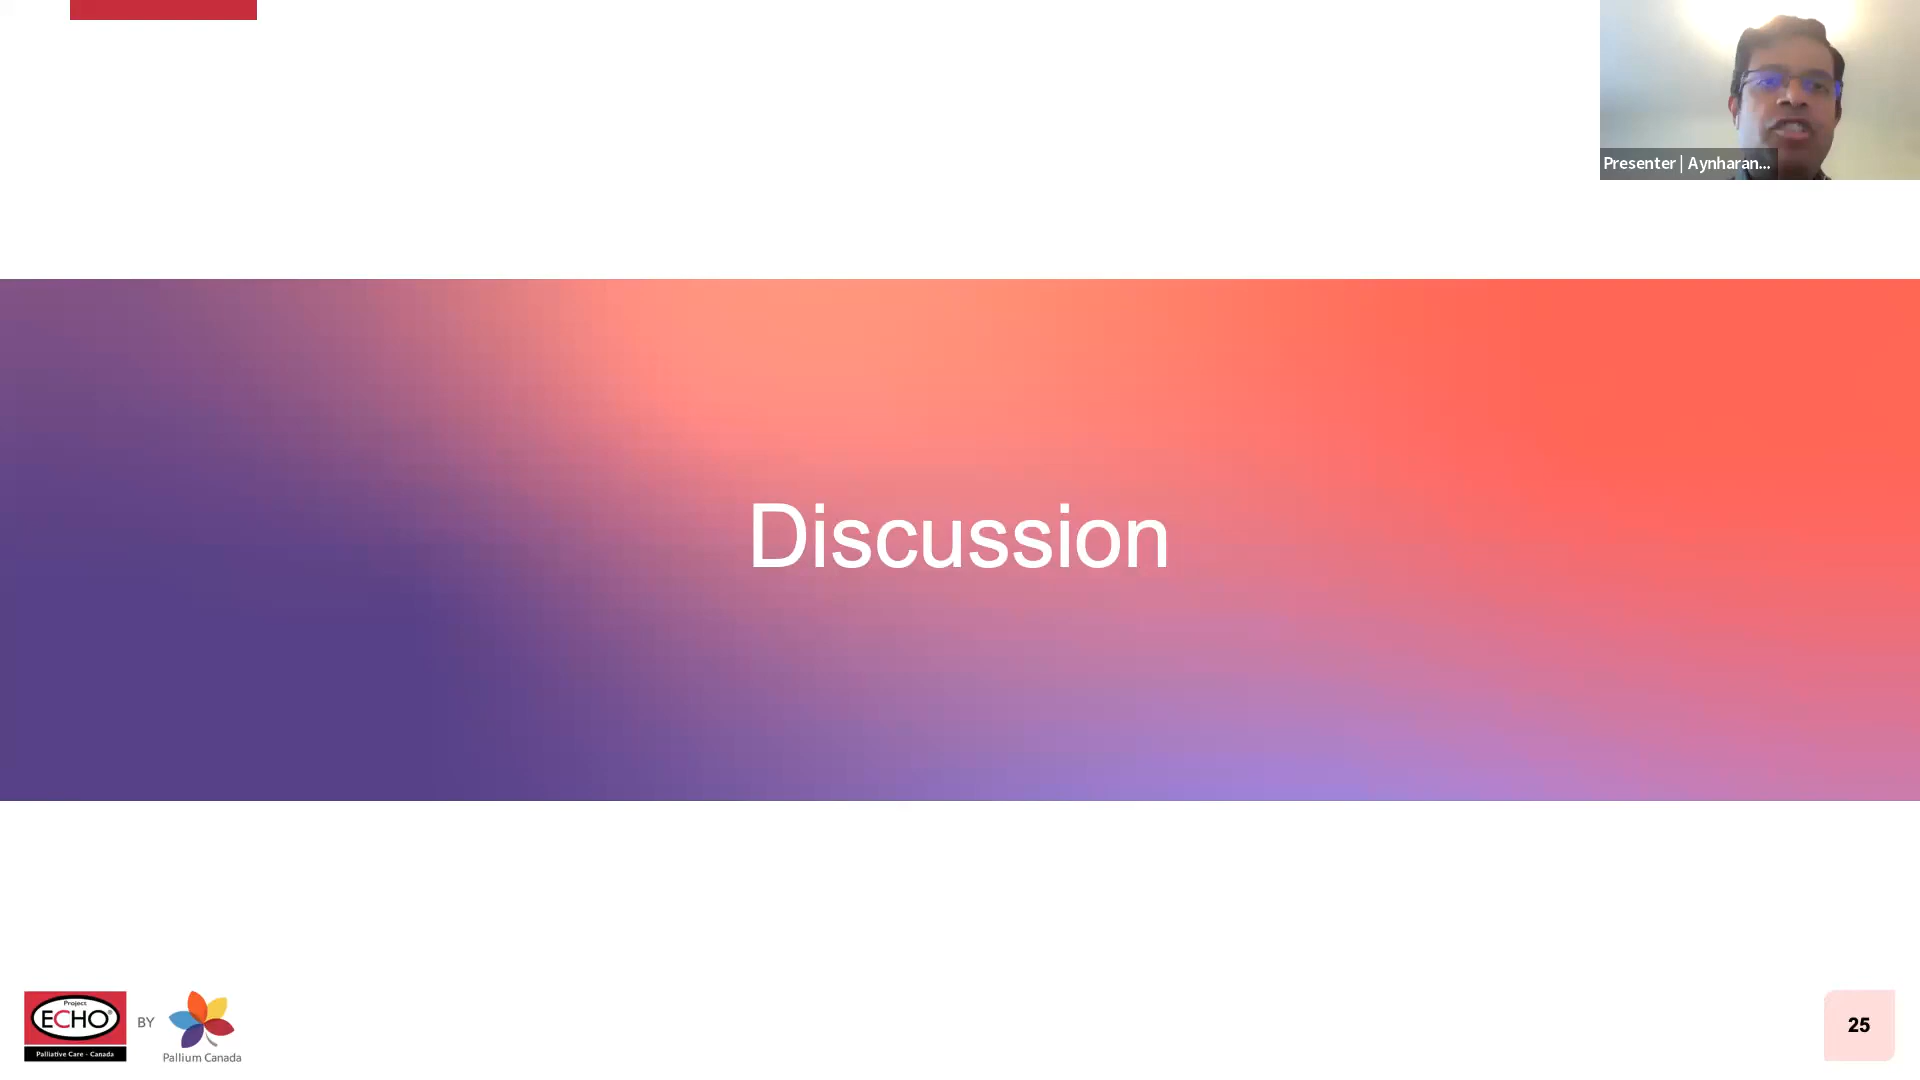 Presenter | Aynharan...
Discussion
Project
ECHO®
Palliative Care - Canada
BY
Pallium Canada
25